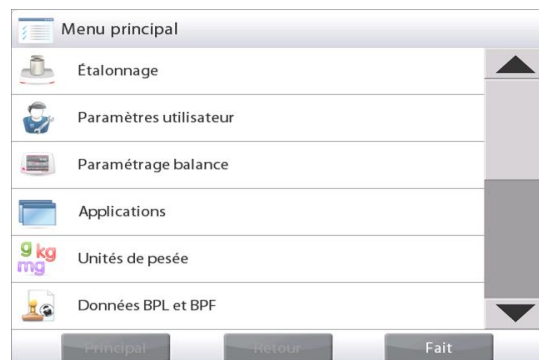 Menu principal
Étalonnage
Paramètres utilisateur
Paramétrage balance
Applications
g kg
mg
Unités de pesée
Données BPL et BPF
Principal Retour Fait